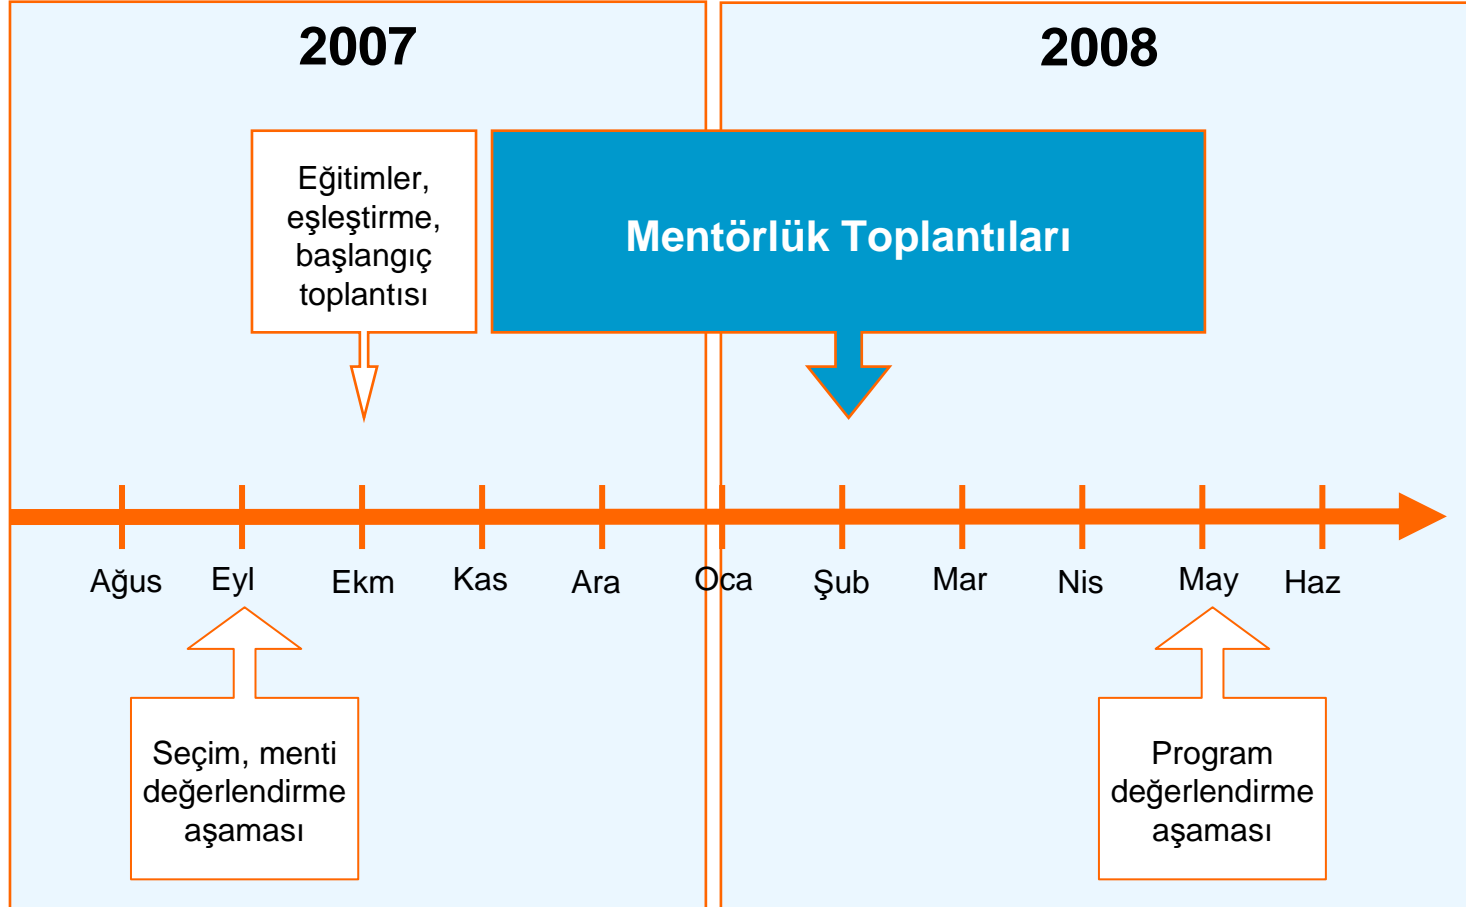 2007
2008
Eğitimler,
eşleştirme,
başlangıç
toplantısı
Mentörlük Toplantıları
Ağus
Eyl
Ekm
Kas
Ara
Oca
Şub
Mar
Nis
May
Haz
Seçim, menti
değerlendirme
aşaması
Program
değerlendirme
aşaması